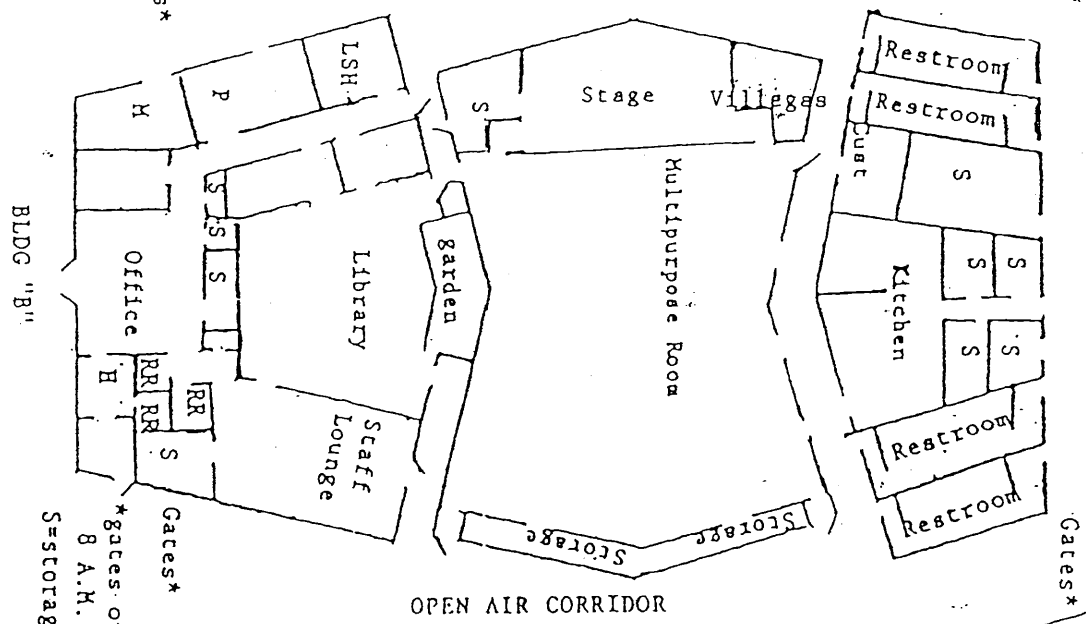 s*
LSH
P
M
S
Stage
Villegas
Restroom
Restroom
Cust
S
S
S
S
Office
BLDG "B"
Library
garden
Multipurpose Room
Kitchen
S
S
S
S
H
RR
RR
RR
S
Staff
Lounge
Restroom
Restroom
Storage
Storage
Gates*
Gates*
*gates o
8 A.M.
S=storag
OPEN AIR CORRIDOR